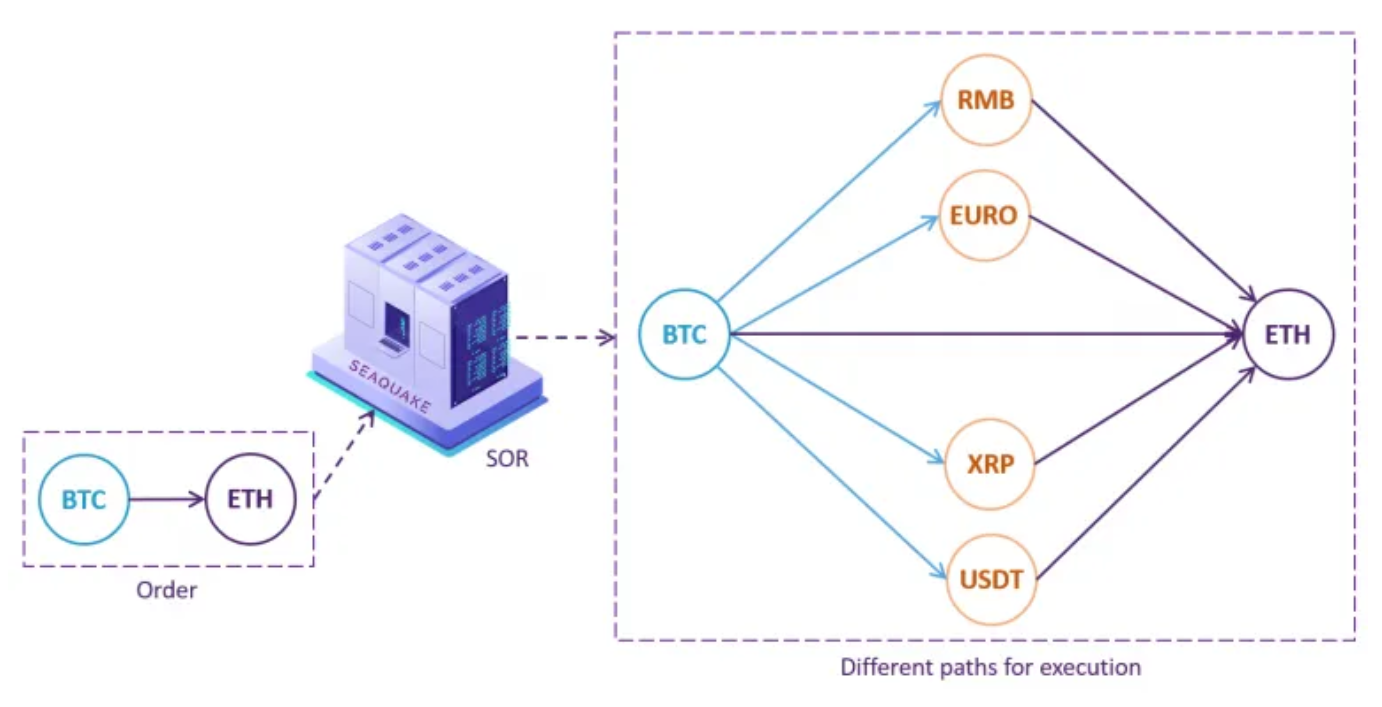 BTC
ETH
Order
SEAQUAKE
SOR
RMB
EURO
BTC
ETH
XRP
USDT
Different paths for execution